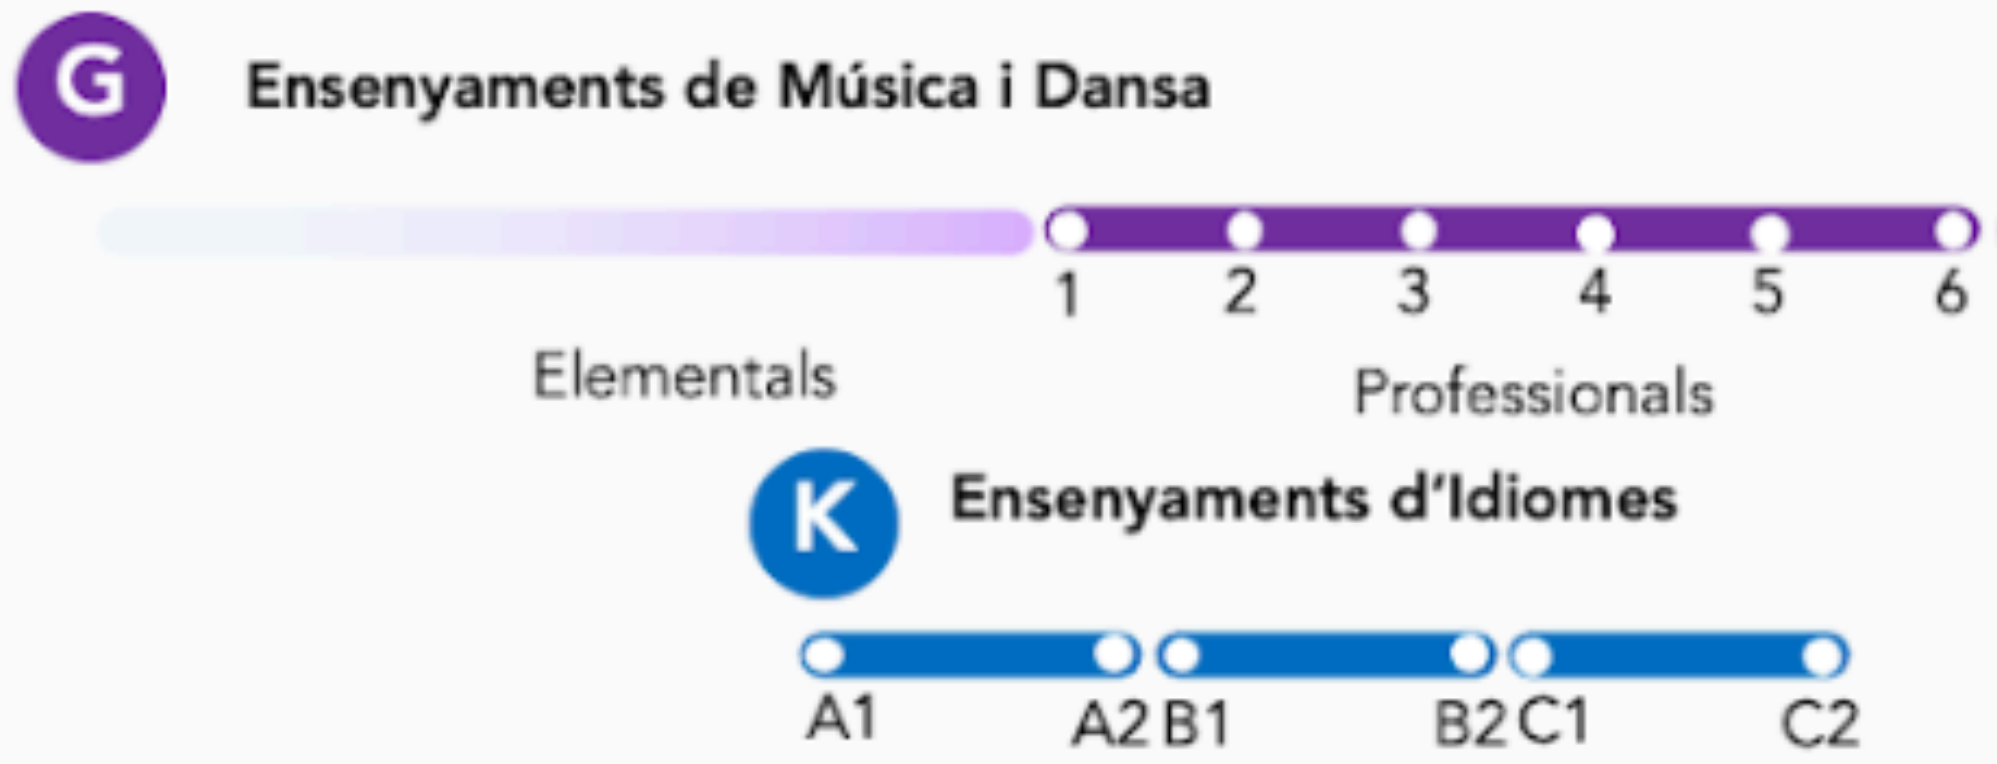 G Ensenyaments de Música i Dansa
1 2 3 4 5 6
Elementals Professionals
K Ensenyaments d'Idiomes
A1 A2 B1 B2 C1 C2